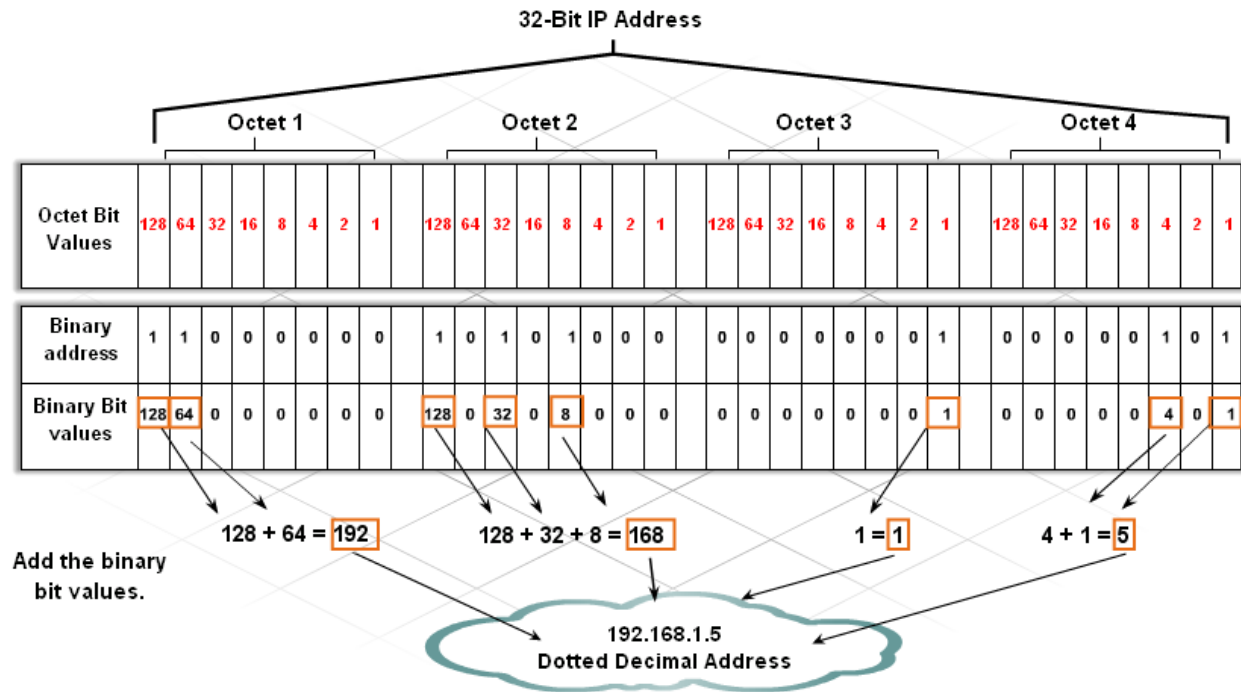 32-Bit IP Address
Octet 1 Octet 2 Octet 3 Octet 4
Octet Bit
Values
128 64 32 16 8 4 2 1 128 64 32 16 8 4 2 1 128 64 32 16 8 4 2 1 128 64 32 16 8 4 2 1
Binary
address
1 1 0 0 0 0 0 0 1 0 1 0 1 0 0 0 0 0 0 0 0 0 0 1 0 0 0 0 0 1 0 1
Binary Bit
values
128 64 0 0 0 0 0 0 128 0 32 0 8 0 0 0 0 0 0 0 0 0 0 1 0 0 0 0 0 4 0 1
128 + 64 = 192 128 + 32 + 8 = 168 1 = 1 4 + 1 = 5
Add the binary
bit values.
192.168.1.5
Dotted Decimal Address